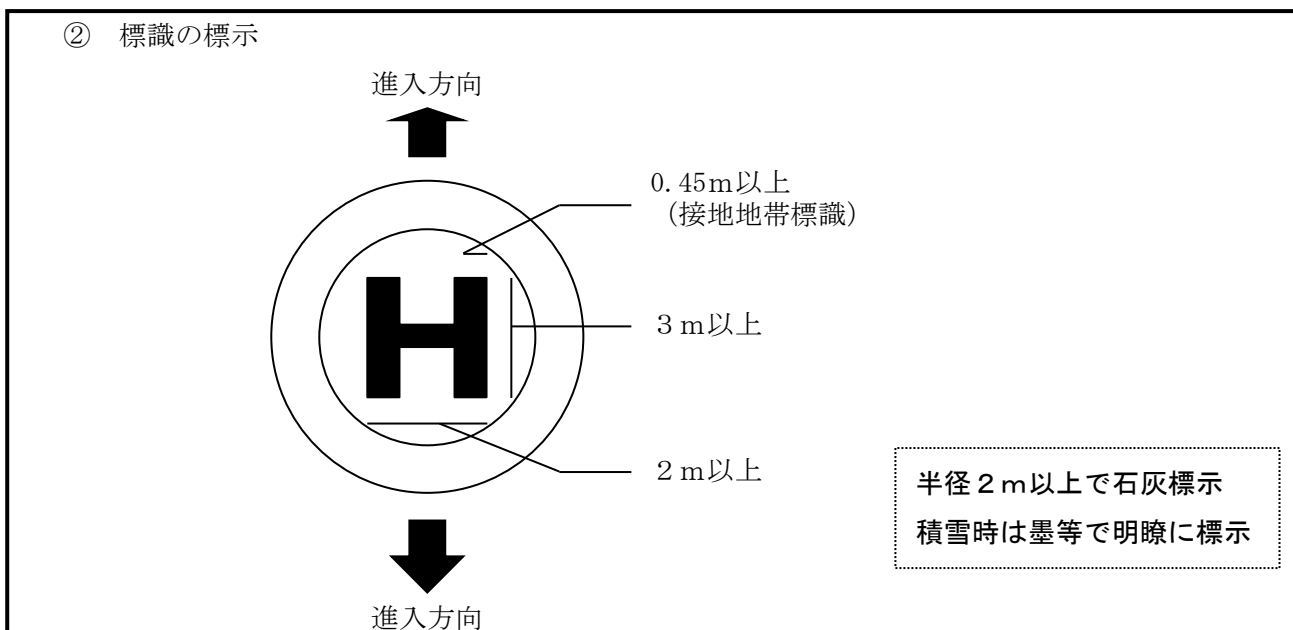 ② 標識の標示
進入方向
0.45m以上
(接地地帯標識)
H
3m以上
2m以上
半径2m以上で石灰標示
積雪時は墨等で明瞭に標示
進入方向